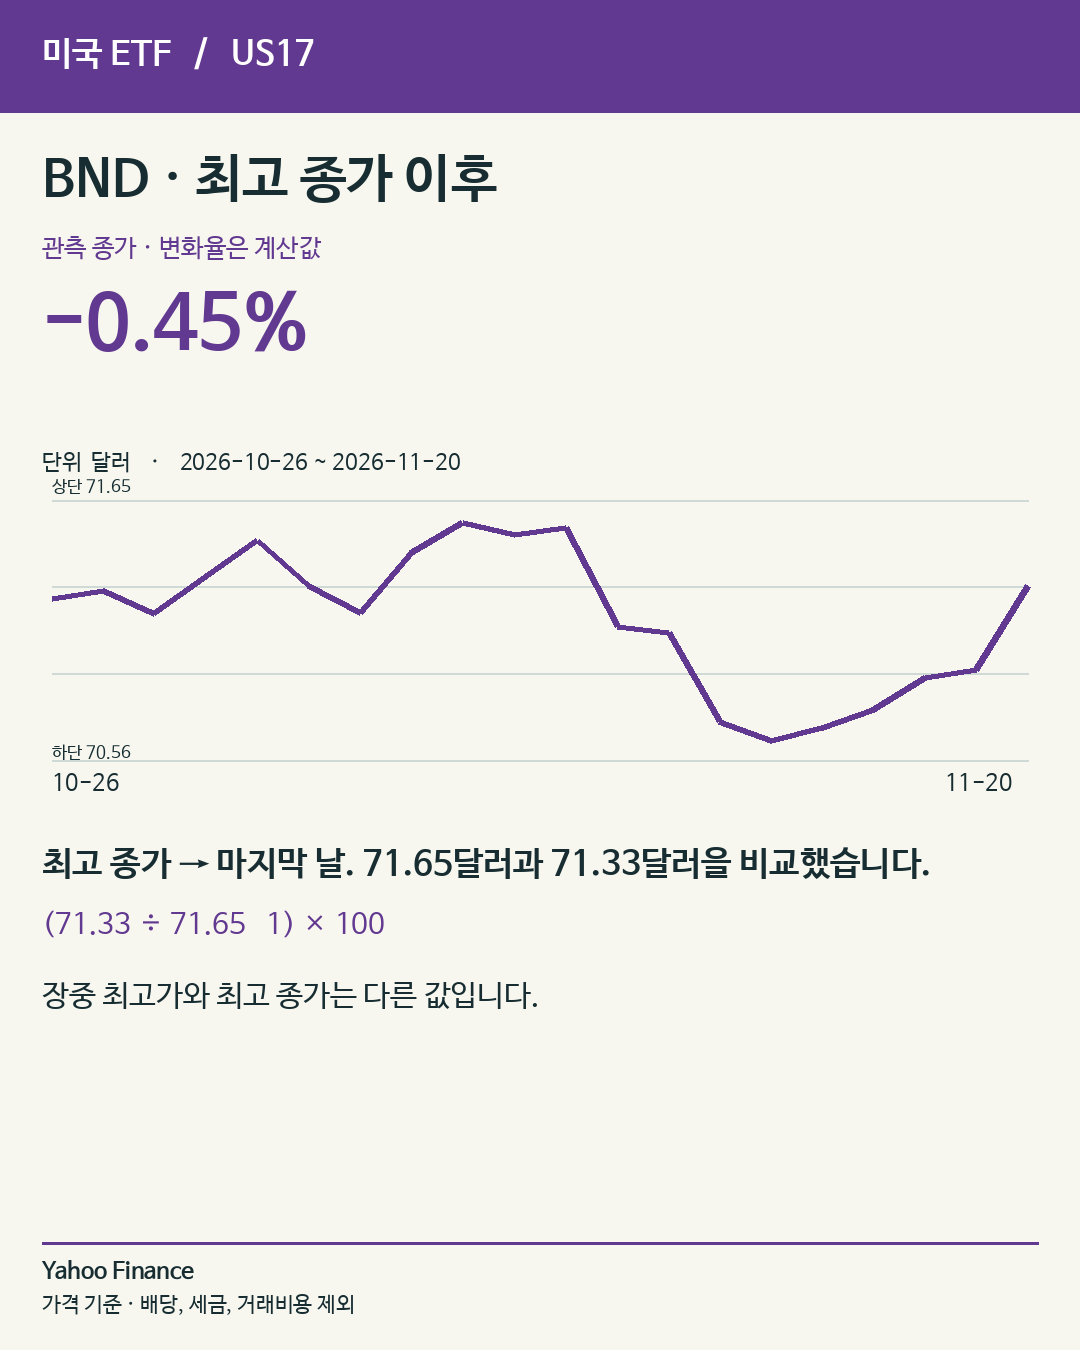 미국 ETF / US17
BND · 최고 종가 이후
관측 종가 · 변화율은 계산값
-0.45%
단위 달러 · 2026-10-26 ~ 2026-11-20
상단 71.65
하단 70.56
10-26 11-20
최고 종가 → 마지막 날. 71.65달러과 71.33달러을 비교했습니다.
(71.33 ÷ 71.65 1) × 100
장중 최고가와 최고 종가는 다른 값입니다.
Yahoo Finance
가격 기준 · 배당, 세금, 거래비용 제외